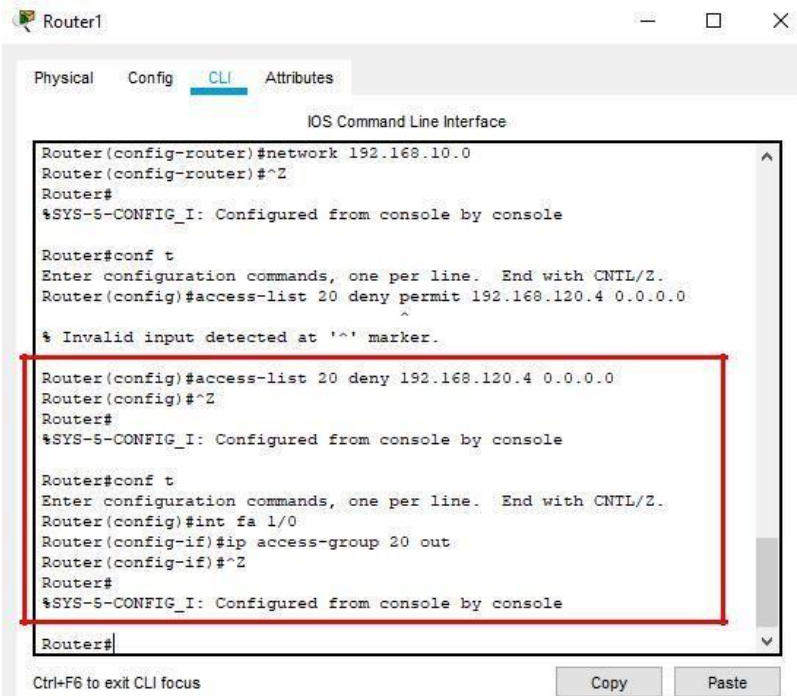 Router1
Physical Config CLI Attributes
IOS Command Line Interface
Router(config-router)#network 192.168.10.0
Router(config-router)#^Z
Router#
%SYS-5-CONFIG_I: Configured from console by console
Router#conf t
Enter configuration commands, one per line. End with CNTL/Z.
Router(config)#access-list 20 deny permit 192.168.120.4 0.0.0.0
^
% Invalid input detected at '^' marker.
Router(config)#access-list 20 deny 192.168.120.4 0.0.0.0
Router(config)#^Z
Router#
%SYS-5-CONFIG_I: Configured from console by console
Router#conf t
Enter configuration commands, one per line. End with CNTL/Z.
Router(config)#int fa 1/0
Router(config-if)#ip access-group 20 out
Router(config-if)#^Z
Router#
%SYS-5-CONFIG_I: Configured from console by console
Router#
Ctrl+F6 to exit CLI focus Copy Paste